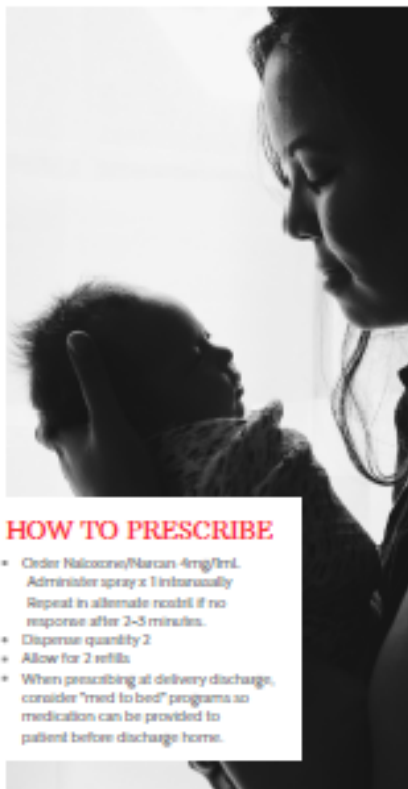 HOW TO PRESCRIBE
• Order Naloxone/Narcan 4mg/1mL
Administer spray x 1 intranasally
Repeat in alternate nostril if no
response after 2-3 minutes.
• Dispense quantity 2
• Allow for 2 refills
• When prescribing at delivery discharge,
consider "med to bed" programs so
medication can be provided to
patient before discharge home.